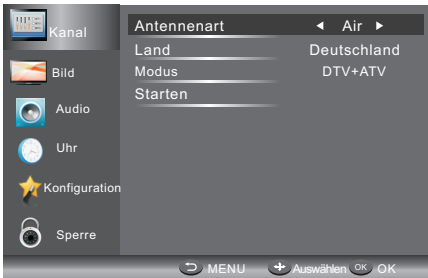 Kanal
Bild
Audio
Uhr
Konfiguration
Sperre
Antennenart ◄ Air ►
Land Deutschland
Modus DTV+ATV
Starten
MENU Auswählen OK OK